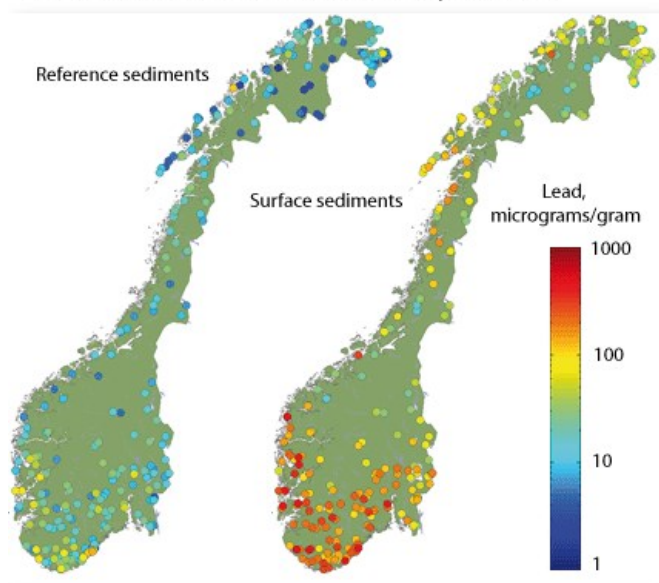 Reference sediments
Surface sediments
Lead,
micrograms/gram
1000
100
10
1